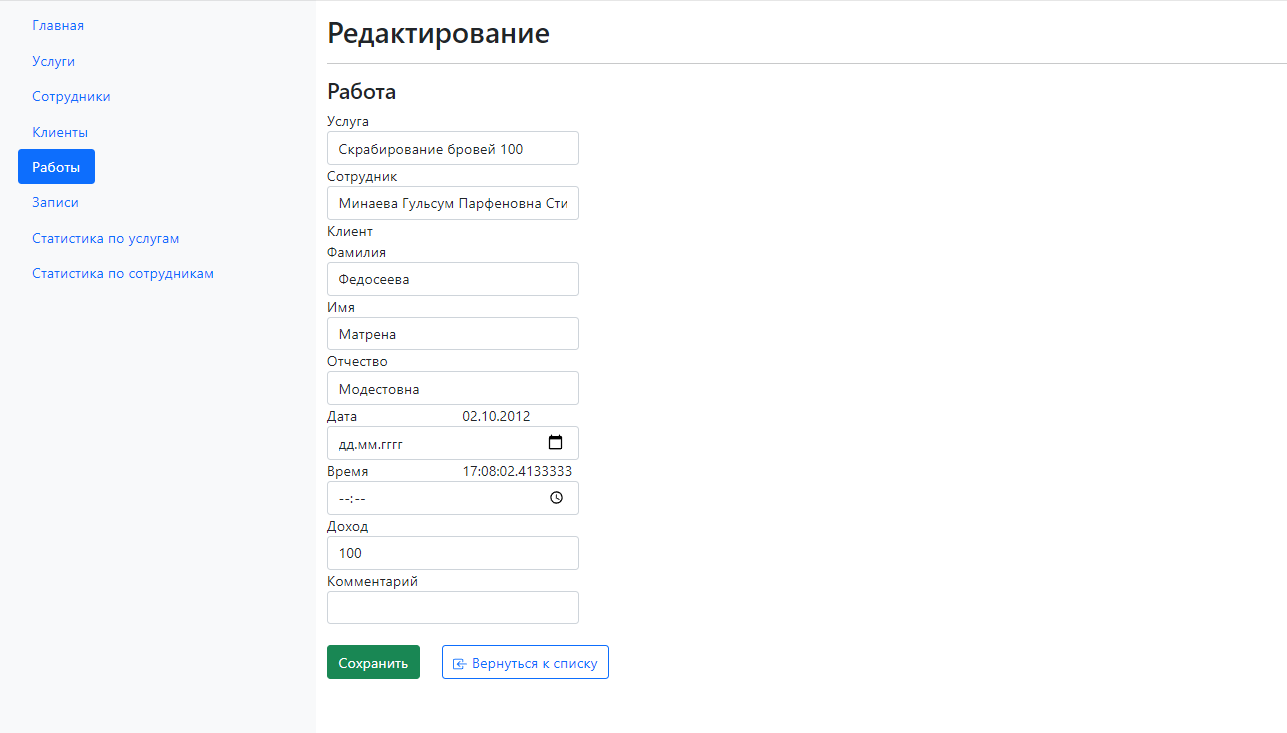 Главная
Услуги
Сотрудники
Клиенты
Работы
Записи
Статистика по услугам
Статистика по сотрудникам
Редактирование
Работа
Услуга
Скрабирование бровей 100
Сотрудник
Минаева Гульсум Парфеновна Сти
Клиент
Фамилия
Федосеева
Имя
Матрена
Отчество
Модестовна
Дата 02.10.2012
дд.мм.гггг
Время 17:08:02.4133333
--:--
Доход
100
Комментарий
Сохранить Вернуться к списку